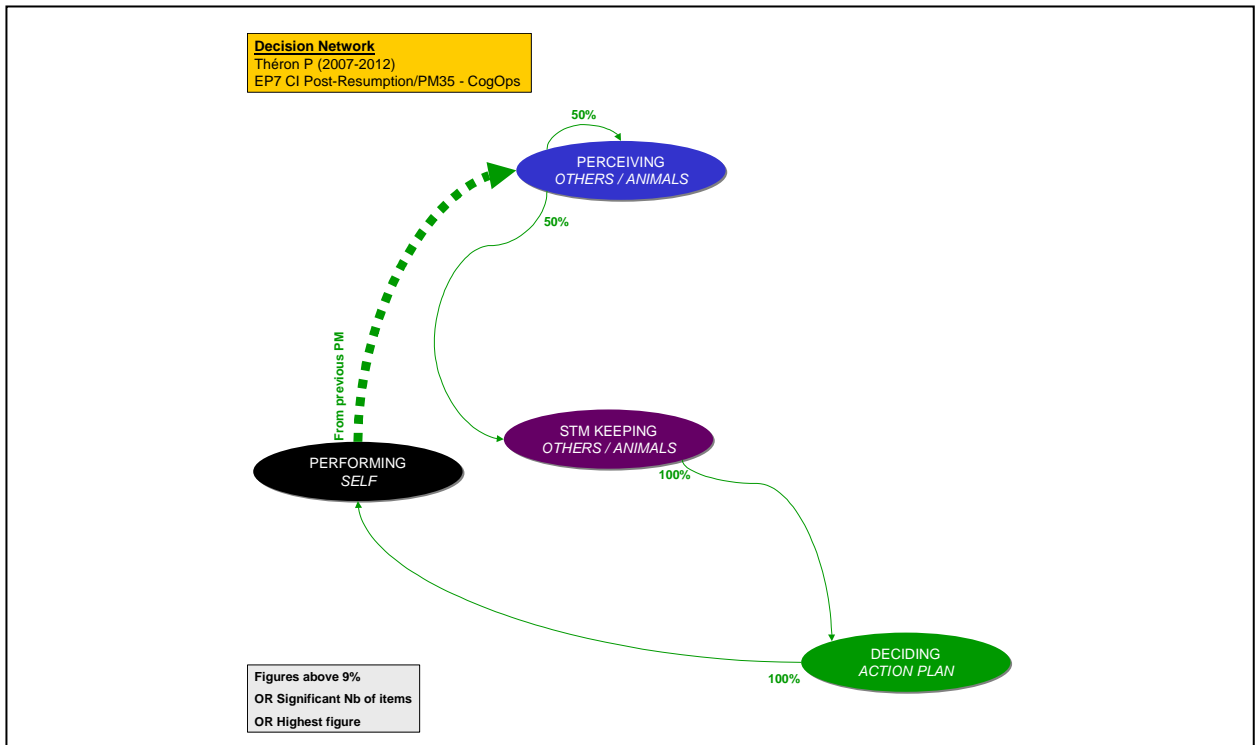 Decision Network
Théron P (2007-2012)
EP7 CI Post-Resumption/PM35 - CogOps
50%
PERCEIVING
OTHERS / ANIMALS
50%
From previous PM
STM KEEPING
OTHERS / ANIMALS
100%
PERFORMING
SELF
DECIDING
ACTION PLAN
100%
Figures above 9%
OR Significant Nb of items
OR Highest figure